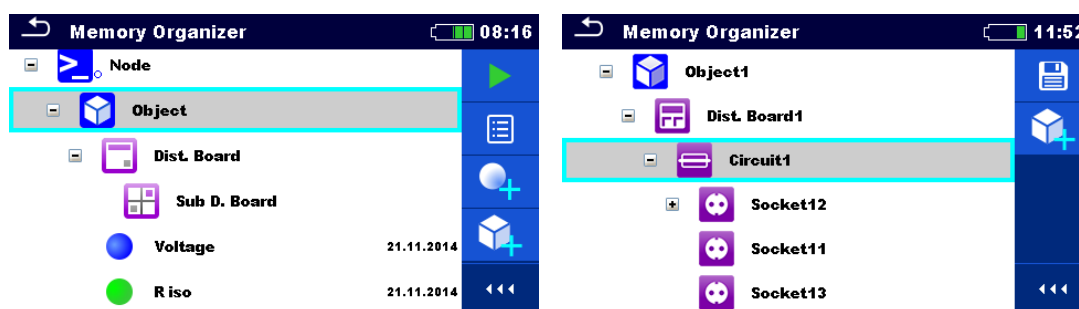 Memory Organizer 08:16
Node
Object
Dist. Board
Sub D. Board
Voltage 21.11.2014
R iso 21.11.2014
Memory Organizer 11:52
Object1
Dist. Board1
Circuit1
Socket12
Socket11
Socket13